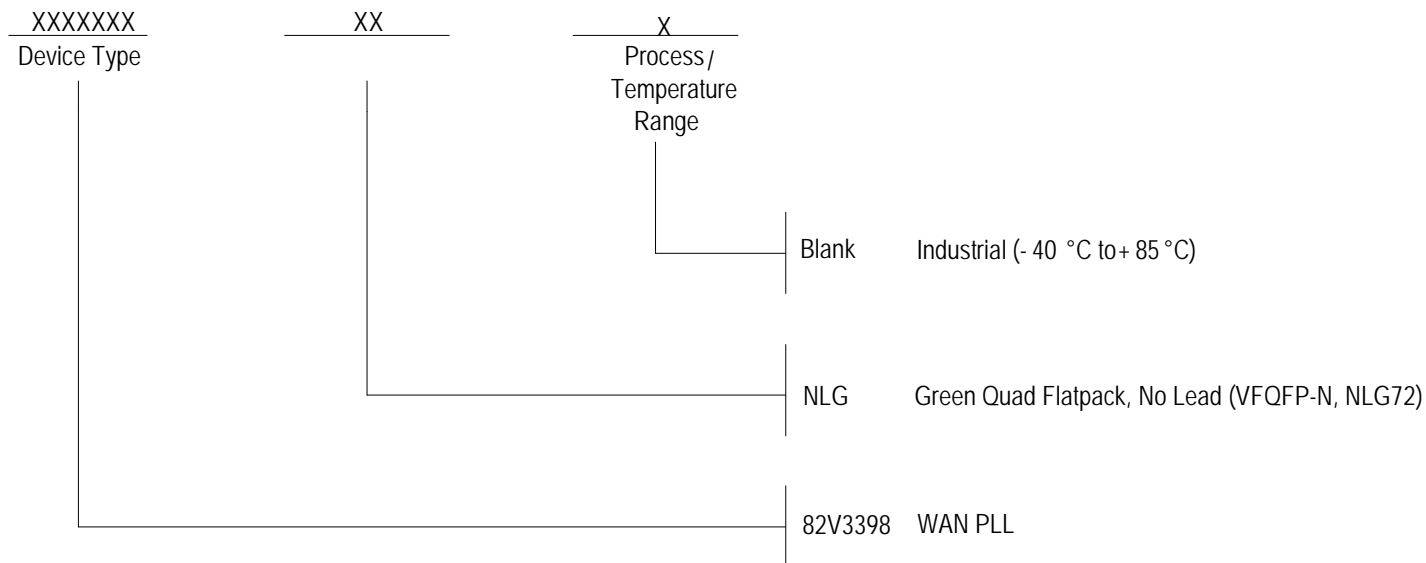 XXXXXXX XX X
Device Type
Process/
Temperature
Range
Blank Industrial (- 40 °C to+ 85 °C)
NLG Green Quad Flatpack, No Lead (VFQFP-N, NLG72)
82V3398 WAN PLL